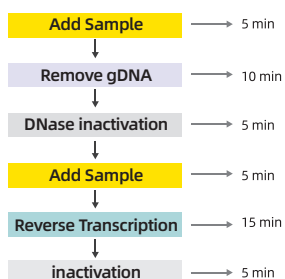 Add Sample 5 min
Remove gDNA 10 min
DNase inactivation 5 min
Add Sample 5 min
Reverse Transcription 15 min
inactivation 5 min